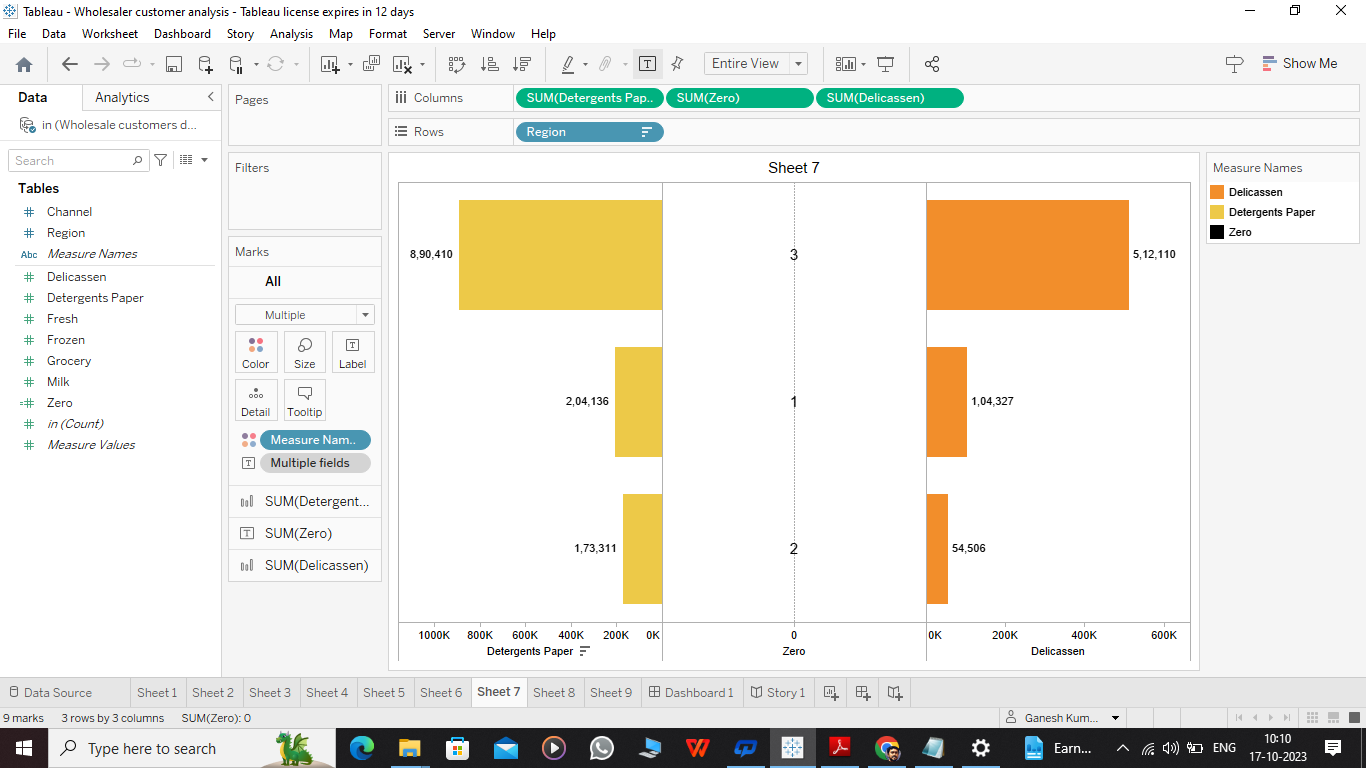 Tableau - Wholesaler customer analysis - Tableau license expires in 12 days
File Data Worksheet Dashboard Story Analysis Map Format Server Window Help
Entire View
Show Me
Data Analytics
in (Wholesale customers d...
Search
Tables
Channel
Region
Abc Measure Names
Delicassen
Detergents Paper
Fresh
Frozen
Grocery
Milk
Zero
in (Count)
Measure Values
Pages
Filters
Marks
All
Multiple
Color Size Label
Detail Tooltip
Measure Nam..
Multiple fields
SUM(Detergent...
SUM(Zero)
SUM(Delicassen)
Columns SUM(Detergents Pap.. SUM(Zero) SUM(Delicassen)
Rows Region
Sheet 7
8,90,410 3 5,12,110
2,04,136 1 1,04,327
1,73,311 2 54,506
1000K 800K 600K 400K 200K 0K 0 0K 200K 400K 600K
Detergents Paper Zero Delicassen
Measure Names
Delicassen
Detergents Paper
Zero
Data Source Sheet 1 Sheet 2 Sheet 3 Sheet 4 Sheet 5 Sheet 6 Sheet 7 Sheet 8 Sheet 9 Dashboard 1 Story 1
9 marks 3 rows by 3 columns SUM(Zero): 0 Ganesh Kum...
Type here to search
Earn...
ENG
10:10
17-10-2023